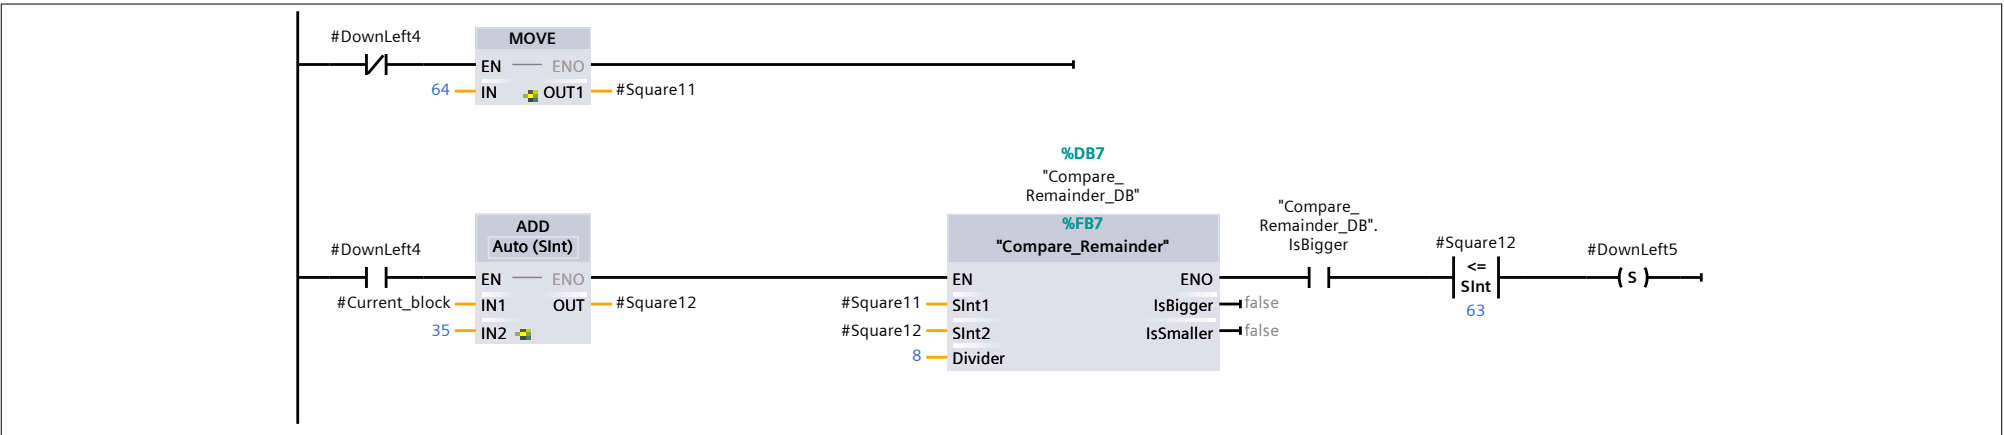 #DownLeft4
MOVE
EN ENO
64 IN OUT1 #Square11
%DB7
"Compare_
Remainder_DB"
#DownLeft4
ADD
Auto (SInt)
EN ENO
#Current_block IN1 OUT #Square12
35 IN2
%FB7
"Compare_Remainder"
EN ENO
#Square11 SInt1 IsBigger false
#Square12 SInt2 IsSmaller false
8 Divider
"Compare_
Remainder_DB".
IsBigger
#Square12
<=
SInt
63
#DownLeft5
S